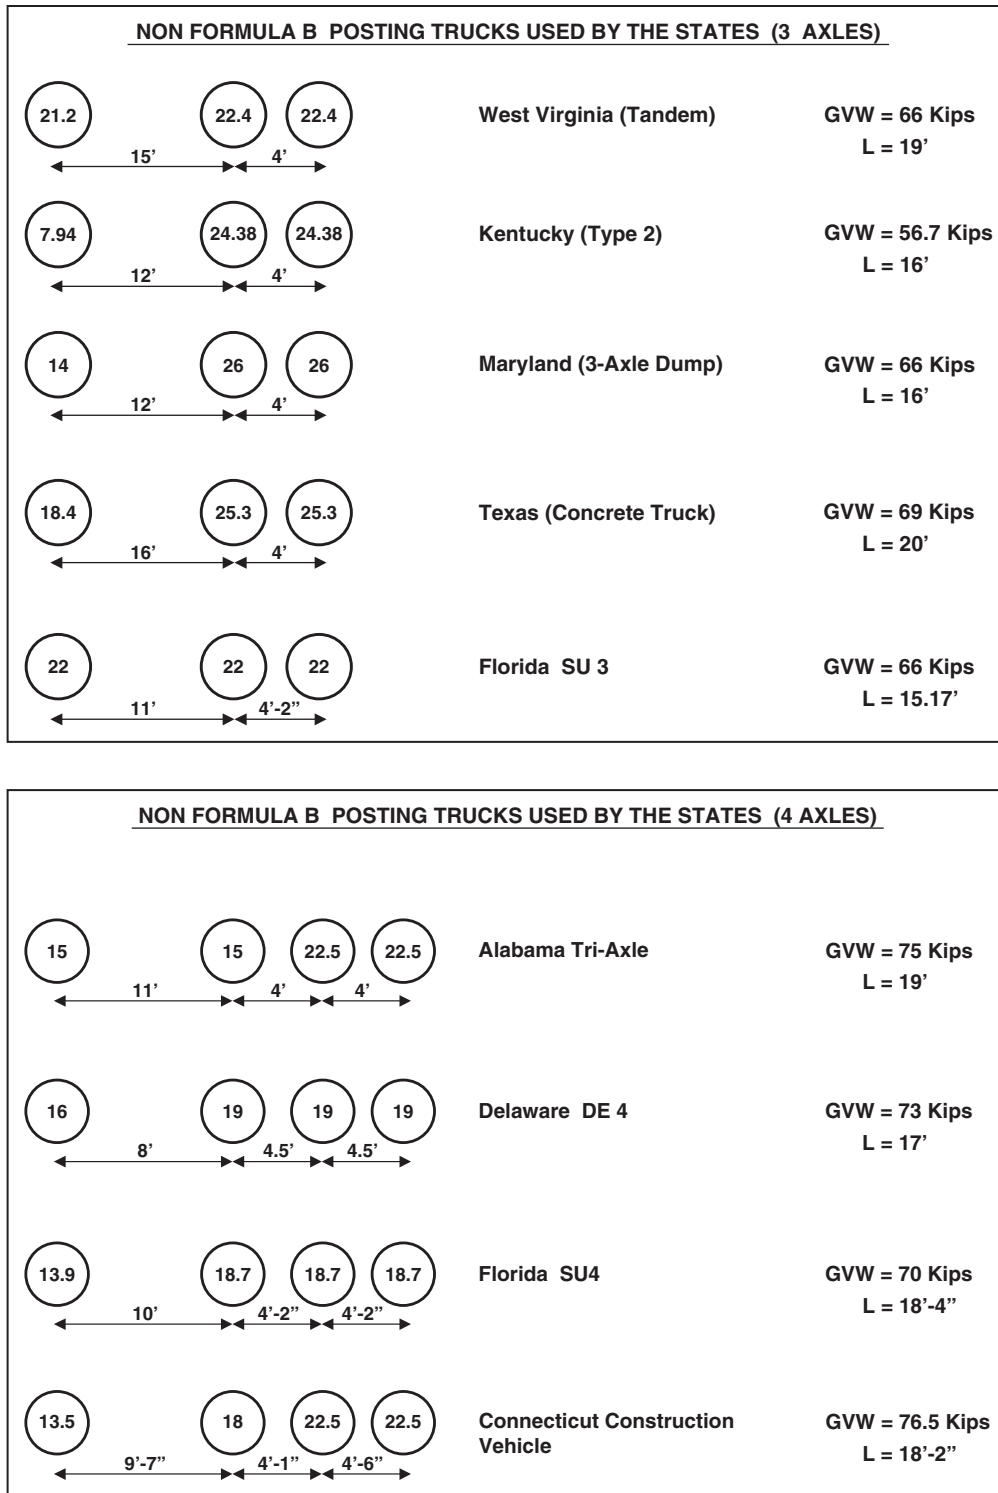 NON FORMULA B POSTING TRUCKS USED BY THE STATES (3 AXLES)
21.2 22.4 22.4 West Virginia (Tandem) GVW = 66 Kips
15' 4' L = 19'
7.94 24.38 24.38 Kentucky (Type 2) GVW = 56.7 Kips
12' 4' L = 16'
14 26 26 Maryland (3-Axle Dump) GVW = 66 Kips
12' 4' L = 16'
18.4 25.3 25.3 Texas (Concrete Truck) GVW = 69 Kips
16' 4' L = 20'
22 22 22 Florida SU 3 GVW = 66 Kips
11' 4'-2” L = 15.17'
NON FORMULA B POSTING TRUCKS USED BY THE STATES (4 AXLES)
15 15 22.5 22.5 Alabama Tri-Axle GVW = 75 Kips
11' 4' 4' L = 19'
16 19 19 19 Delaware DE 4 GVW = 73 Kips
8' 4.5' 4.5' L = 17'
13.9 18.7 18.7 18.7 Florida SU4 GVW = 70 Kips
10' 4'-2” 4'-2” L = 18'-4”
13.5 18 22.5 22.5 Connecticut Construction GVW = 76.5 Kips
Vehicle
9'-7” 4'-1” 4'-6” L = 18'-2”